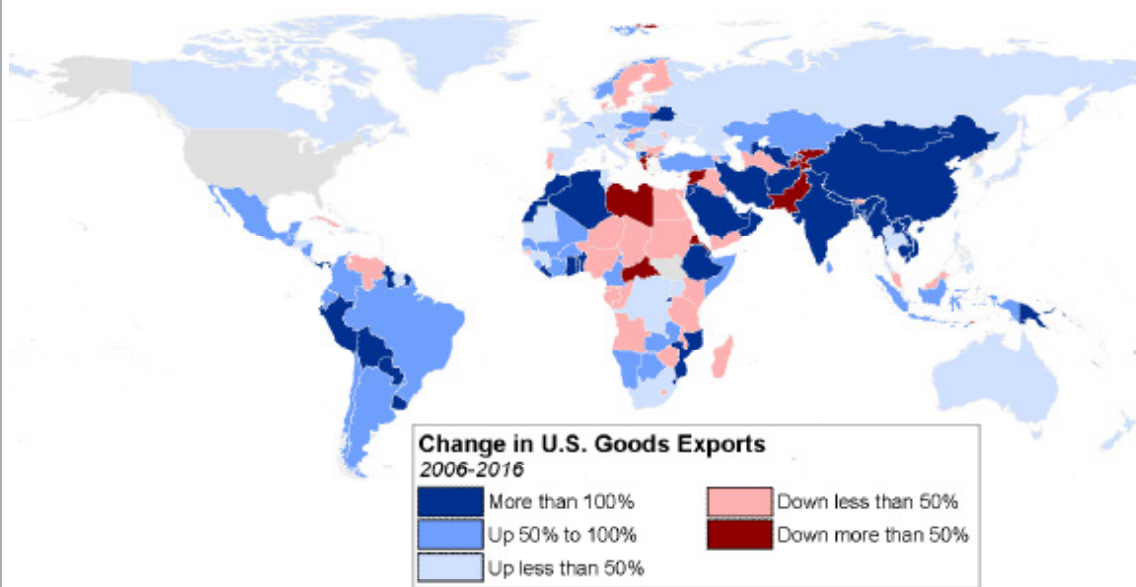 Change in U.S. Goods Exports
2006-2016
More than 100%
Up 50% to 100%
Up less than 50%
Down less than 50%
Down more than 50%